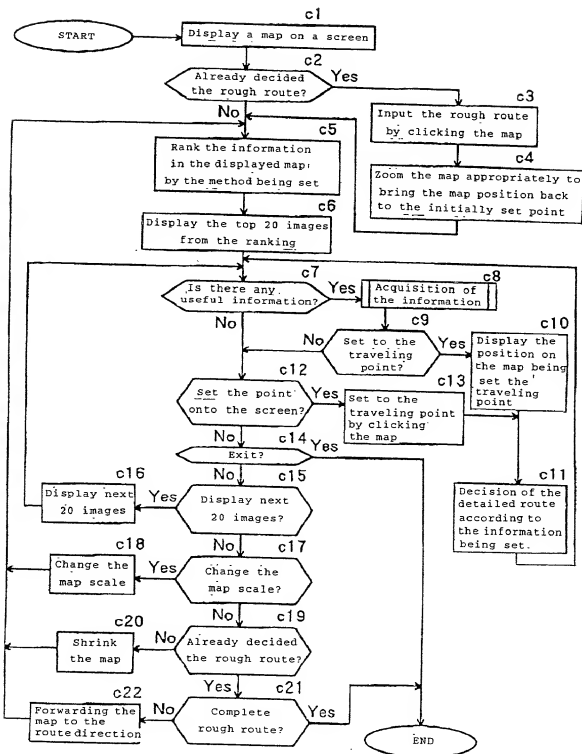 c1
START
Display a map on a screen
c2
Already decided
the rough route?
Yes
No
c3
Input the rough route
by clicking the map
c4
Zoom the map appropriately to
bring the map position back
to the initially set point
c5
Rank the information
in the displayed map
by the method being set
c6
Display the top 20 images
from the ranking
c7
Is there any
useful information?
Yes
No
c8
Acquisition of
the information
c9
Set to the
traveling
point?
No
Yes
c10
Display the
position on
the map being
set the
traveling
point
c12
Set the point
onto the screen?
Yes
No
c13
Set to the
traveling point
by clicking
the map
c11
Decision of the
detailed route
according to
the information
being set.
c14
Exit?
Yes
No
c15
Display next
20 images?
Yes
No
c16
Display next
20 images
c17
Change the
map scale?
Yes
No
c18
Change the
map scale
c19
Already decided
the rough route?
No
Yes
c20
Shrink
the map
c21
Complete
rough route?
No
Yes
c22
Forwarding the
map to the
route direction
END